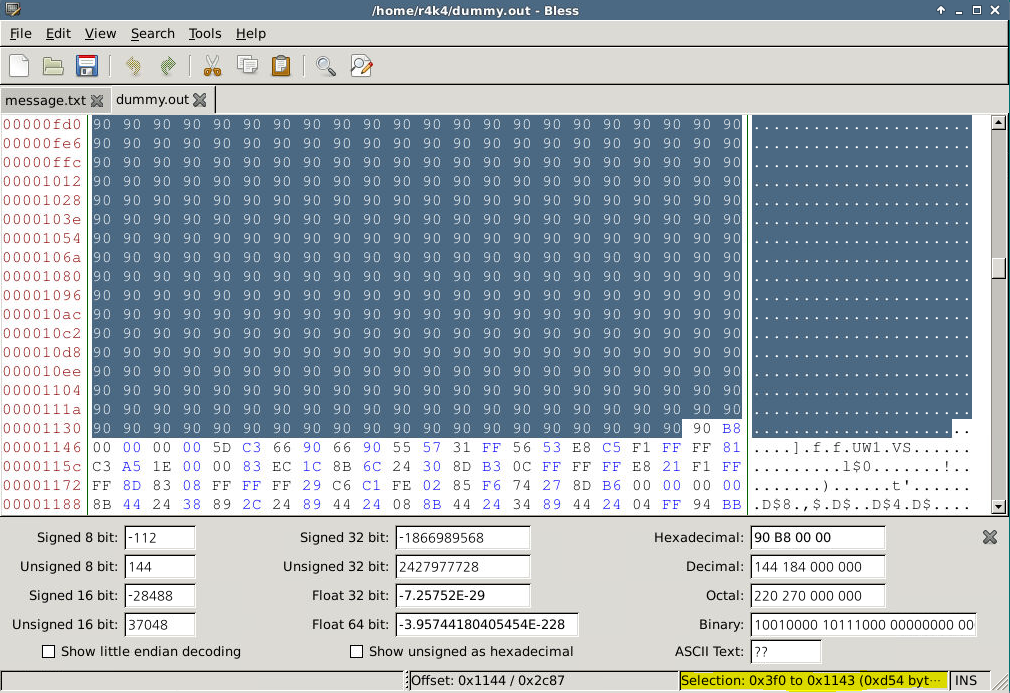 /home/r4k4/dummy.out - Bless
File Edit View Search Tools Help
message.txt dummy.out
00000fd0 90 90 90 90 90 90 90 90 90 90 90 90 90 90 90 90 90 90 90 90 90 90 ......................
00000fe6 90 90 90 90 90 90 90 90 90 90 90 90 90 90 90 90 90 90 90 90 90 90 ......................
00000ffc 90 90 90 90 90 90 90 90 90 90 90 90 90 90 90 90 90 90 90 90 90 90 ......................
00001012 90 90 90 90 90 90 90 90 90 90 90 90 90 90 90 90 90 90 90 90 90 90 ......................
00001028 90 90 90 90 90 90 90 90 90 90 90 90 90 90 90 90 90 90 90 90 90 90 ......................
0000103e 90 90 90 90 90 90 90 90 90 90 90 90 90 90 90 90 90 90 90 90 90 90 ......................
00001054 90 90 90 90 90 90 90 90 90 90 90 90 90 90 90 90 90 90 90 90 90 90 ......................
0000106a 90 90 90 90 90 90 90 90 90 90 90 90 90 90 90 90 90 90 90 90 90 90 ......................
00001080 90 90 90 90 90 90 90 90 90 90 90 90 90 90 90 90 90 90 90 90 90 90 ......................
00001096 90 90 90 90 90 90 90 90 90 90 90 90 90 90 90 90 90 90 90 90 90 90 ......................
000010ac 90 90 90 90 90 90 90 90 90 90 90 90 90 90 90 90 90 90 90 90 90 90 ......................
000010c2 90 90 90 90 90 90 90 90 90 90 90 90 90 90 90 90 90 90 90 90 90 90 ......................
000010d8 90 90 90 90 90 90 90 90 90 90 90 90 90 90 90 90 90 90 90 90 90 90 ......................
000010ee 90 90 90 90 90 90 90 90 90 90 90 90 90 90 90 90 90 90 90 90 90 90 ......................
00001104 90 90 90 90 90 90 90 90 90 90 90 90 90 90 90 90 90 90 90 90 90 90 ......................
0000111a 90 90 90 90 90 90 90 90 90 90 90 90 90 90 90 90 90 90 90 90 90 90 ......................
00001130 90 90 90 90 90 90 90 90 90 90 90 90 90 90 90 90 90 90 90 90 90 B8 ......................
00001146 00 00 00 00 5D C3 66 90 66 90 55 57 31 FF 56 53 E8 C5 F1 FF FF 81 ....].f.f.UW1.VS......
0000115c C3 A5 1E 00 00 83 EC 1C 8B 6C 24 30 8D B3 0C FF FF FF E8 21 F1 FF .........l$0.......!..
00001172 FF 8D 83 08 FF FF FF 29 C6 C1 FE 02 85 F6 74 27 8D B6 00 00 00 00 .......)......t'......
00001188 8B 44 24 38 89 2C 24 89 44 24 08 8B 44 24 34 89 44 24 04 FF 94 BB .D$8.,$.D$..D$4.D$....
Signed 8 bit: -112 Signed 32 bit: -1866989568 Hexadecimal: 90 B8 00 00
Unsigned 8 bit: 144 Unsigned 32 bit: 2427977728 Decimal: 144 184 000 000
Signed 16 bit: -28488 Float 32 bit: -7.25752E-29 Octal: 220 270 000 000
Unsigned 16 bit: 37048 Float 64 bit: -3.95744180405454E-228 Binary: 10010000 10111000 00000000 00
Show little endian decoding Show unsigned as hexadecimal ASCII Text: ??
Offset: 0x1144 / 0x2c87 Selection: 0x3f0 to 0x1143 (0xd54 byt··· INS